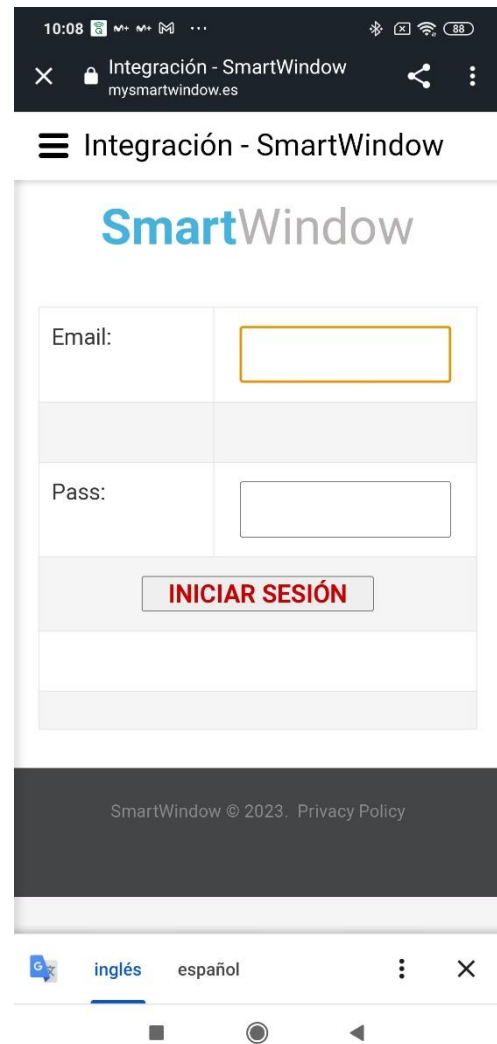 10:08
88
Integración - SmartWindow
mysmartwindow.es
Integración - SmartWindow
SmartWindow
Email:
Pass:
INICIAR SESIÓN
SmartWindow © 2023. Privacy Policy
inglés español